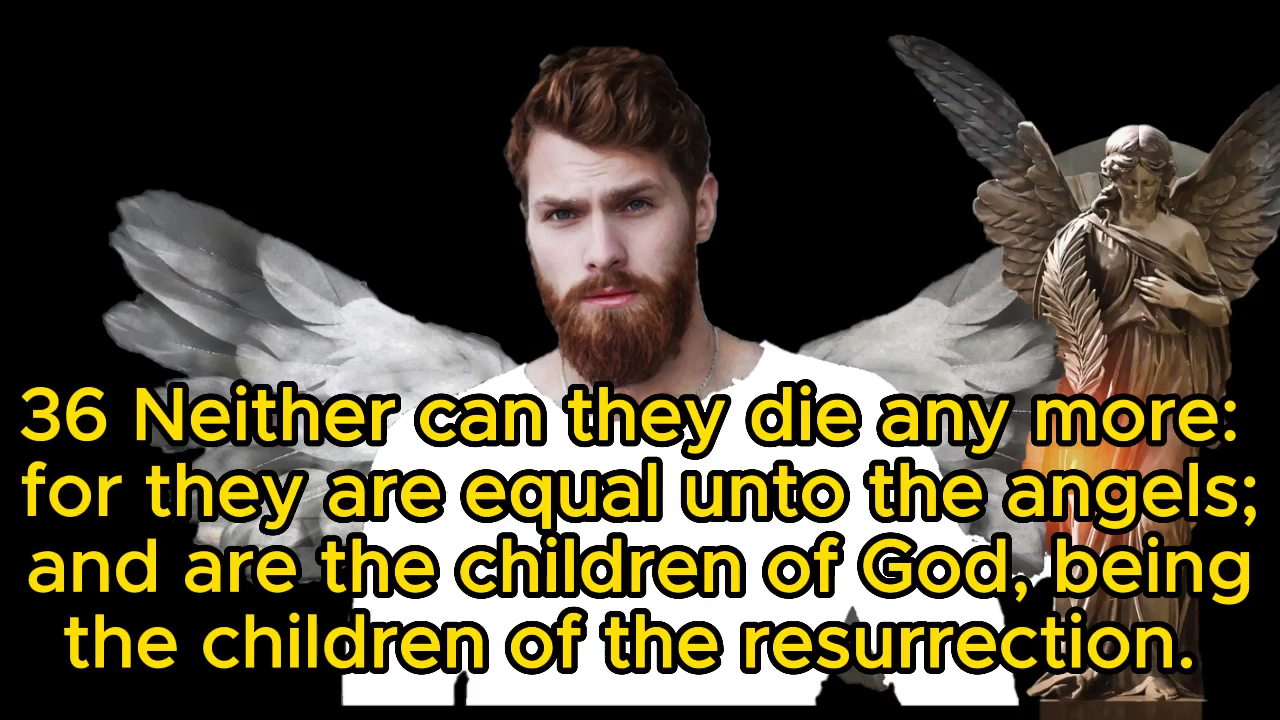 36 Neither can they die any more:
for they are equal unto the angels;
and are the children of God, being
the children of the resurrection.